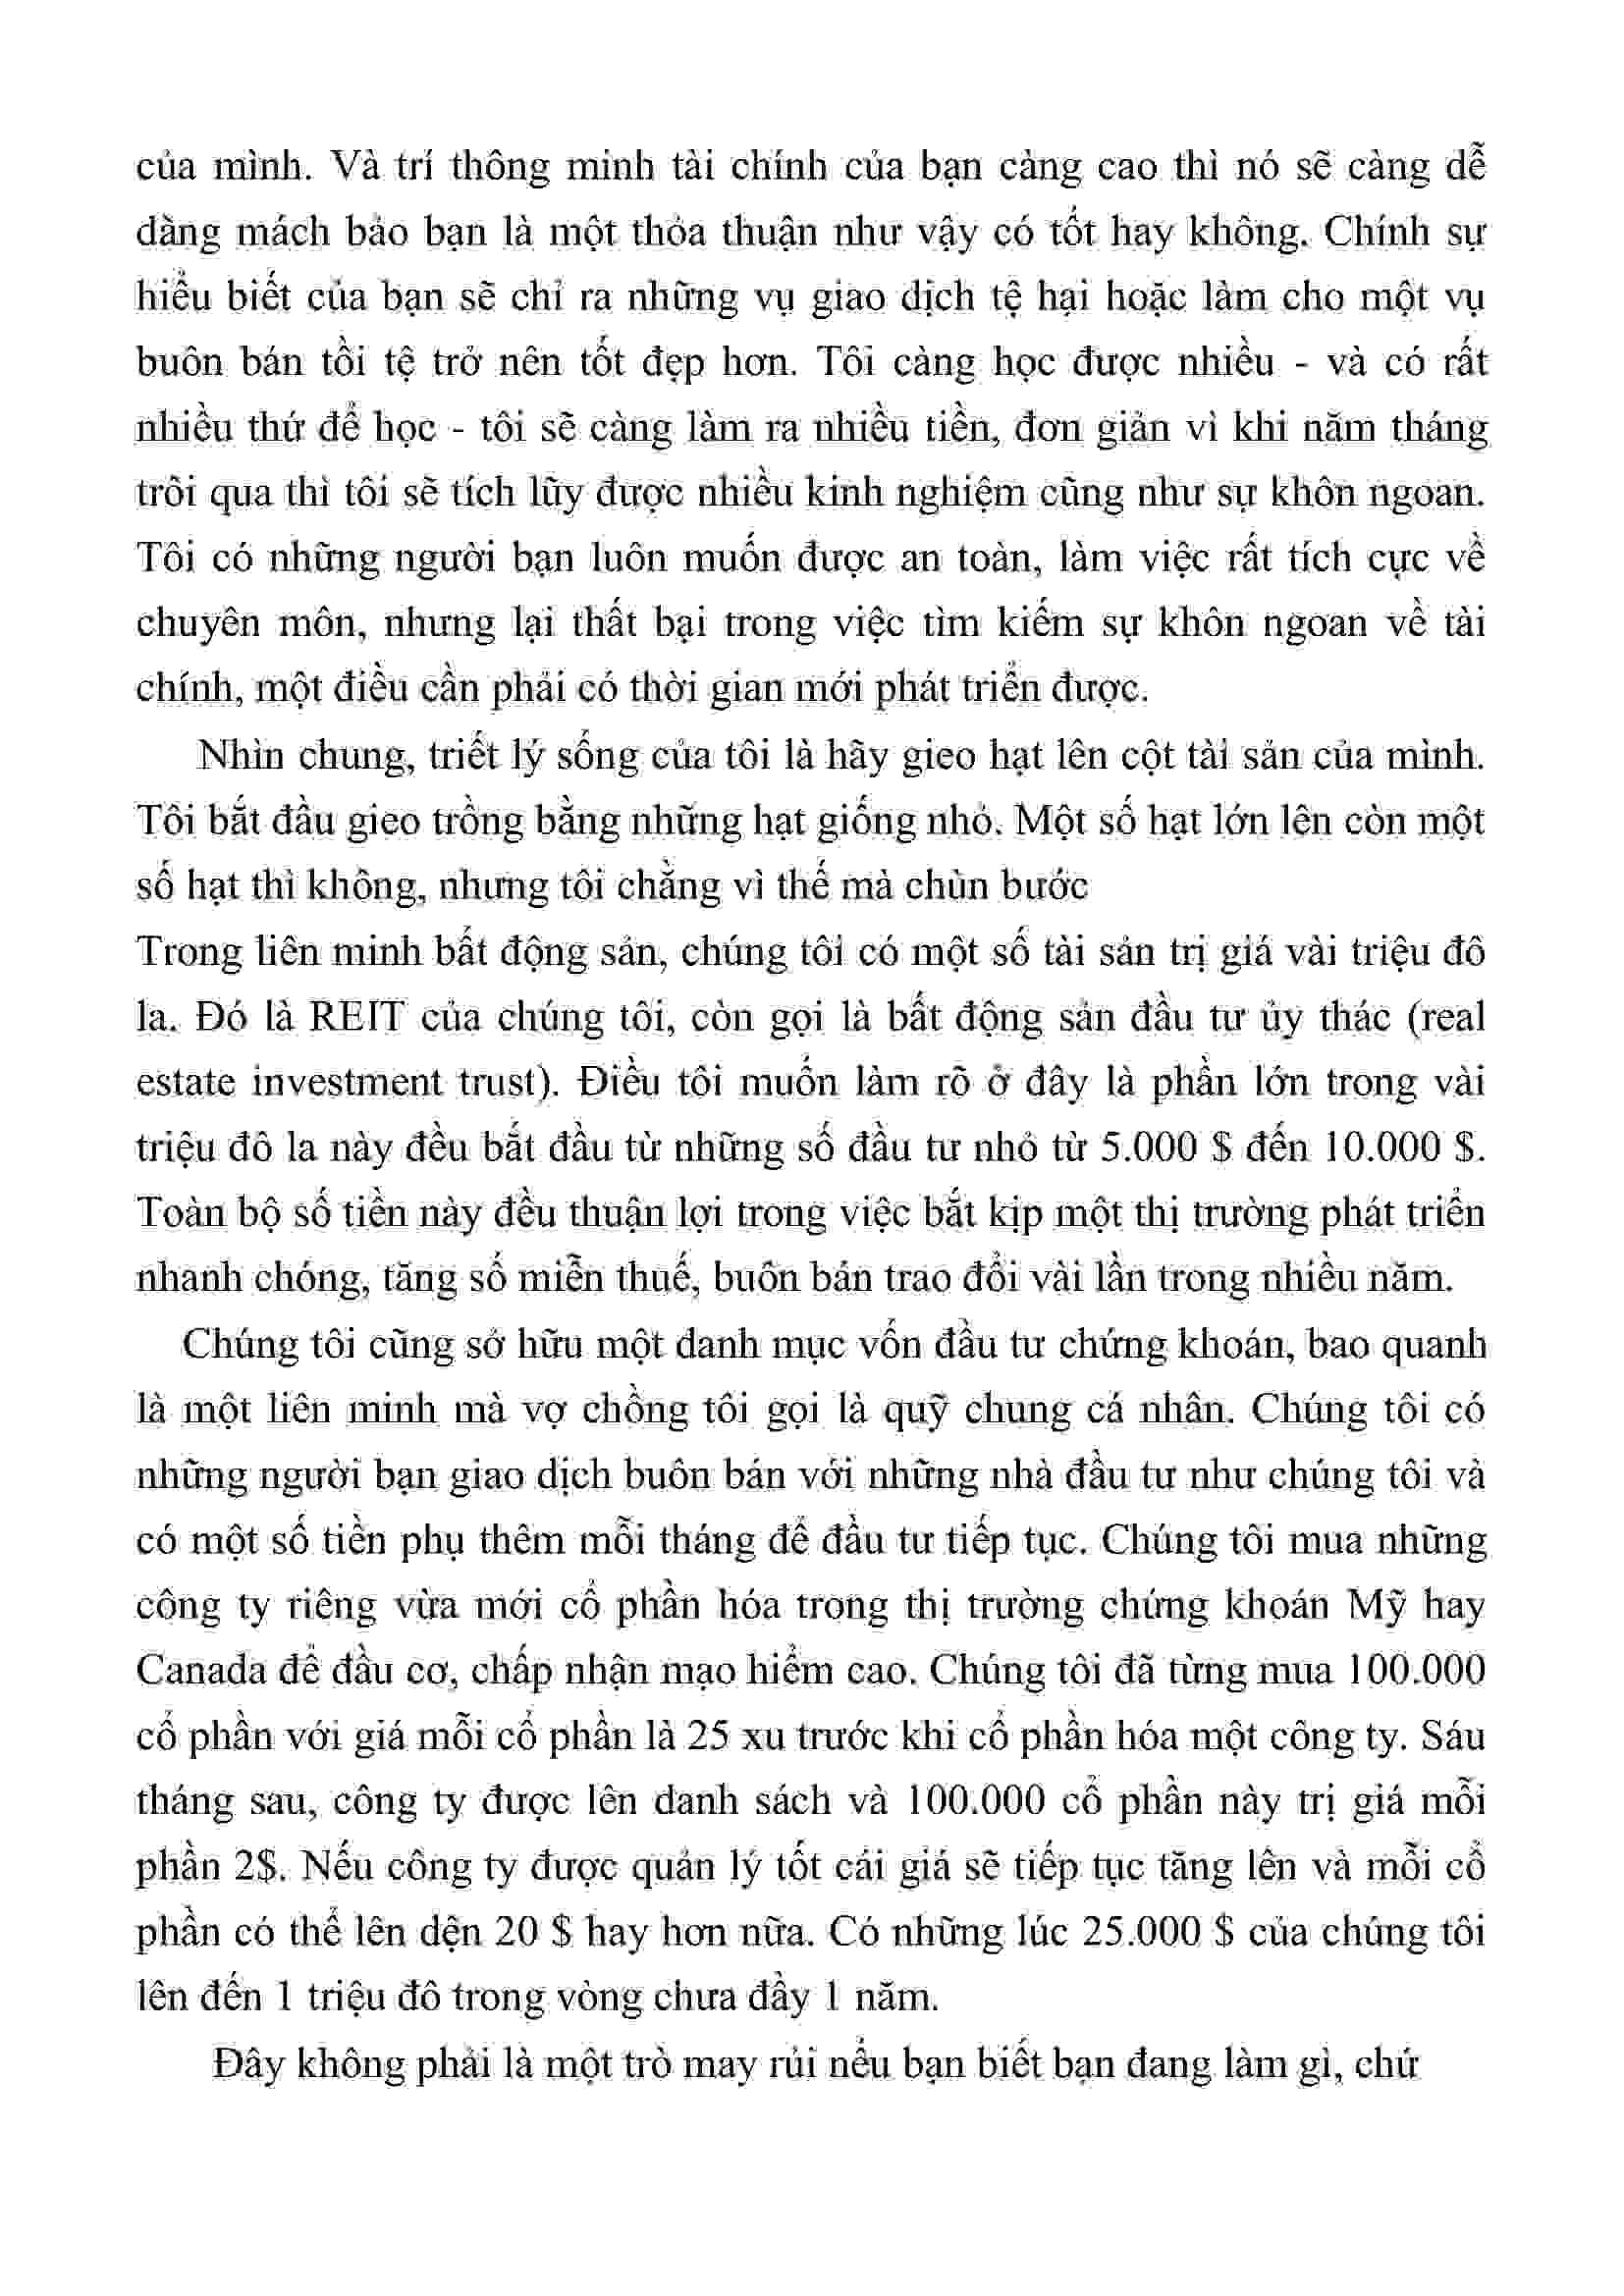 của mình. Và trí thông minh tài chính của bạn càng cao thì nó sẽ càng dễ
dàng mách bảo bạn là một thỏa thuận như vậy có tốt hay không. Chính sự
hiểu biết của bạn sẽ chỉ ra những vụ giao dịch tệ hại hoặc làm cho một vụ
buôn bán tồi tệ trở nên tốt đẹp hơn. Tôi càng học được nhiều - và có rất
nhiều thứ để học - tôi sẽ càng làm ra nhiều tiền, đơn giản vì khi năm tháng
trôi qua thì tôi sẽ tích lũy được nhiều kinh nghiệm cũng như sự khôn ngoan.
Tôi có những người bạn luôn muốn được an toàn, làm việc rất tích cực về
chuyên môn, nhưng lại thất bại trong việc tìm kiếm sự khôn ngoan về tài
chính, một điều cần phải có thời gian mới phát triển được.
Nhìn chung, triết lý sống của tôi là hãy gieo hạt lên cột tài sản của mình.
Tôi bắt đầu gieo trồng bằng những hạt giống nhỏ. Một số hạt lớn lên còn một
số hạt thì không, nhưng tôi chẳng vì thế mà chùn bước
Trong liên minh bất động sản, chúng tôi có một số tài sản trị giá vài triệu đô
la. Đó là REIT của chúng tôi, còn gọi là bất động sản đầu tư ủy thác (real
estate investment trust). Điều tôi muốn làm rõ ở đây là phần lớn trong vài
triệu đô la này đều bắt đầu từ những số đầu tư nhỏ từ 5.000 $ đến 10.000 $.
Toàn bộ số tiền này đều thuận lợi trong việc bắt kịp một thị trường phát triển
nhanh chóng, tăng số miễn thuế, buôn bán trao đổi vài lần trong nhiều năm.
Chúng tôi cũng sở hữu một danh mục vốn đầu tư chứng khoán, bao quanh
là một liên minh mà vợ chồng tôi gọi là quỹ chung cá nhân. Chúng tôi có
những người bạn giao dịch buôn bán với những nhà đầu tư như chúng tôi và
có một số tiền phụ thêm mỗi tháng để đầu tư tiếp tục. Chúng tôi mua những
công ty riêng vừa mới cổ phần hóa trong thị trường chứng khoán Mỹ hay
Canada để đầu cơ, chấp nhận mạo hiểm cao. Chúng tôi đã từng mua 100.000
cổ phần với giá mỗi cổ phần là 25 xu trước khi cổ phần hóa một công ty. Sáu
tháng sau, công ty được lên danh sách và 100.000 cổ phần này trị giá mỗi
phần 2$. Nếu công ty được quản lý tốt cái giá sẽ tiếp tục tăng lên và mỗi cổ
phần có thể lên dện 20 $ hay hơn nữa. Có những lúc 25.000 $ của chúng tôi
lên đến 1 triệu đô trong vòng chưa đầy 1 năm.
Đây không phải là một trò may rủi nếu bạn biết bạn đang làm gì, chứ